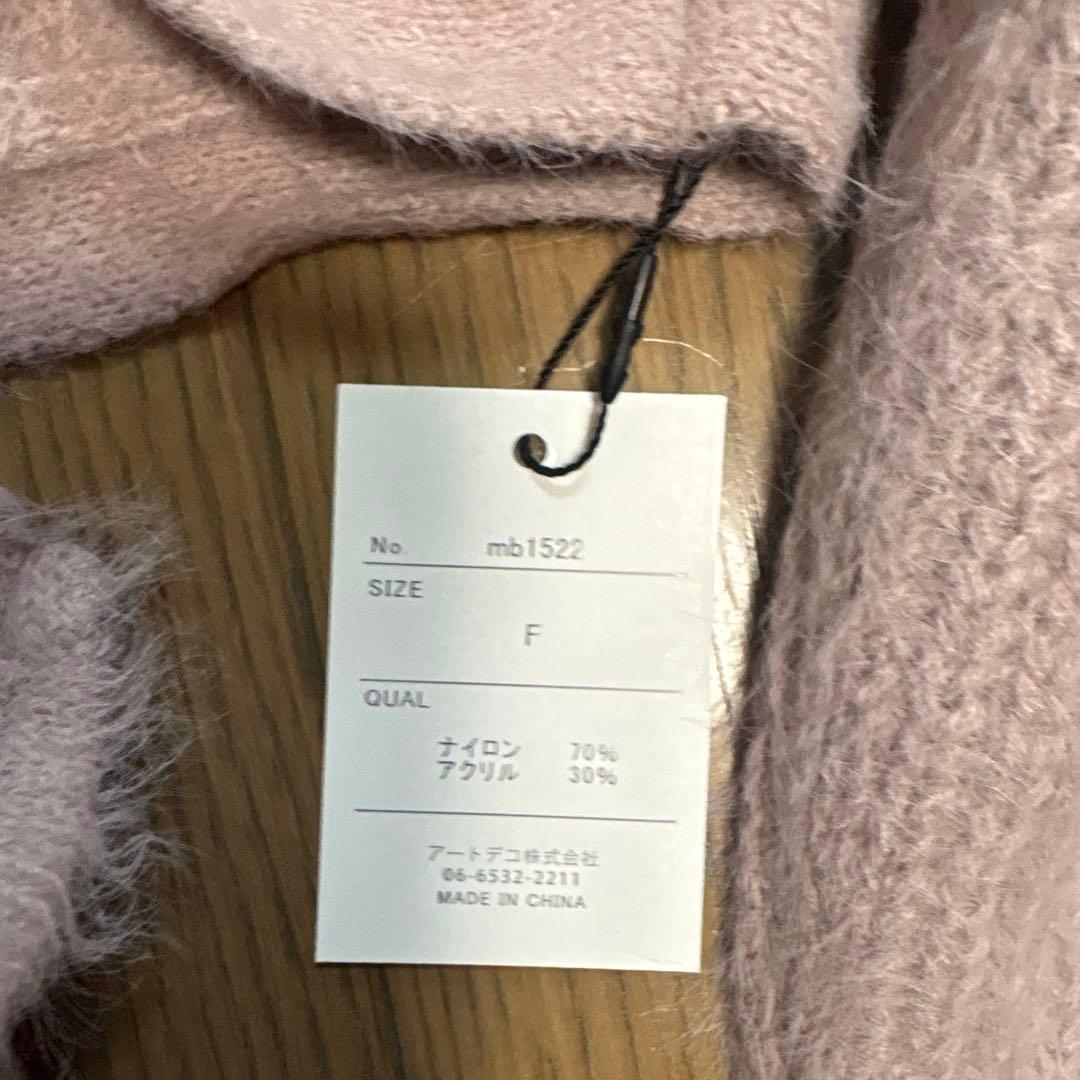 No. mb1522
SIZE
F
QUAL
ナイロン 70%
アクリル 30%
アートデコ株式会社
06-6532-2211
MADE IN CHINA